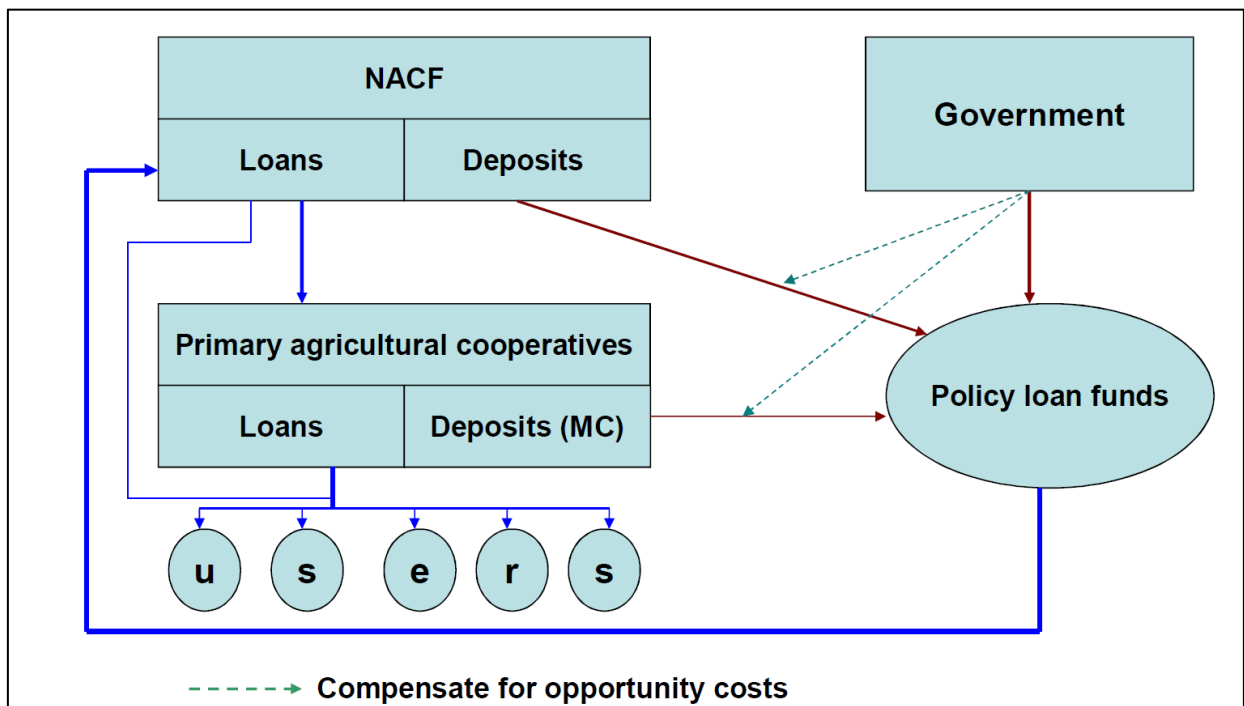 NACF
Government
Loans
Deposits
Primary agricultural cooperatives
Policy loan funds
Loans
Deposits (MC)
u s e r s
Compensate for opportunity costs